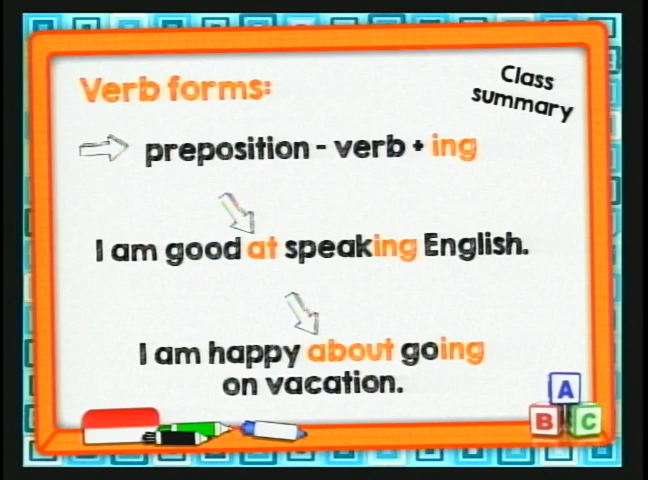 Verb forms:
Class
summary
preposition - verb + ing
I am good at speaking English.
I am happy about going
on vacation.
A
B C